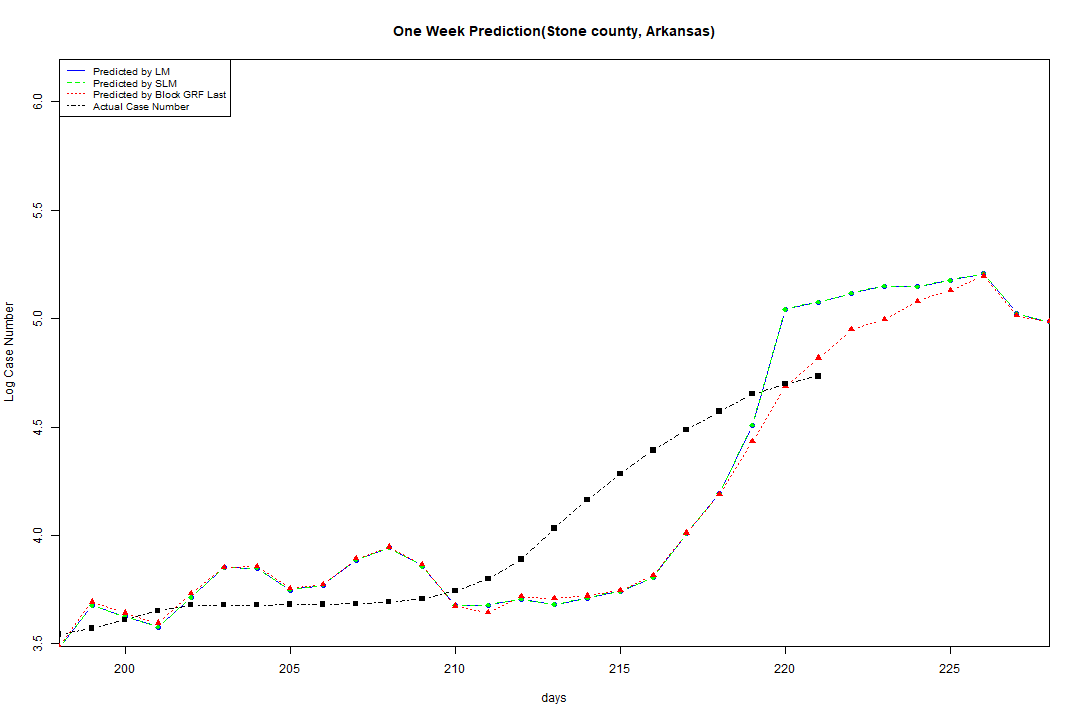 One Week Prediction(Stone county, Arkansas)
Predicted by LM
Predicted by SLM
Predicted by Block GRF Last
Actual Case Number
6.0
5.5
5.0
4.5
4.0
3.5
Log Case Number
200 205 210 215 220 225
days